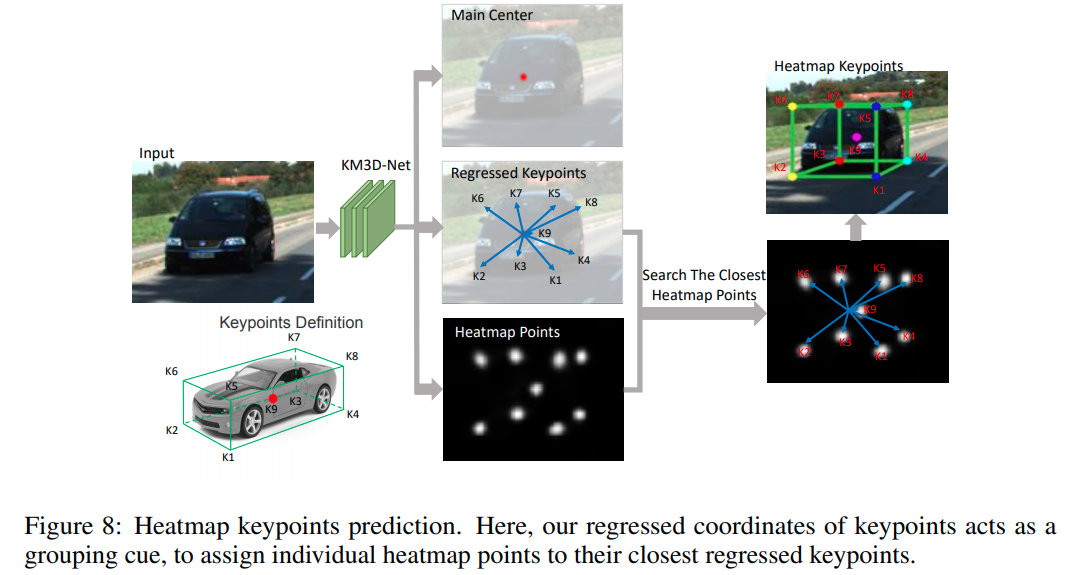 Main Center
Heatmap Keypoints
K6
K7
K8
K5
K3
K9
K4
K2
K1
Input
KM3D-Net
Regressed Keypoints
K6
K7
K5
K8
K9
K2
K3
K4
K1
Search The Closest
Heatmap Points
K6
K7
K5
K8
K9
K2
K3
K1
K4
Keypoints Definition
K7
K6
K8
K5
K9
K3
K2
K4
K1
Heatmap Points
Figure 8: Heatmap keypoints prediction. Here, our regressed coordinates of keypoints acts as a
grouping cue, to assign individual heatmap points to their closest regressed keypoints.